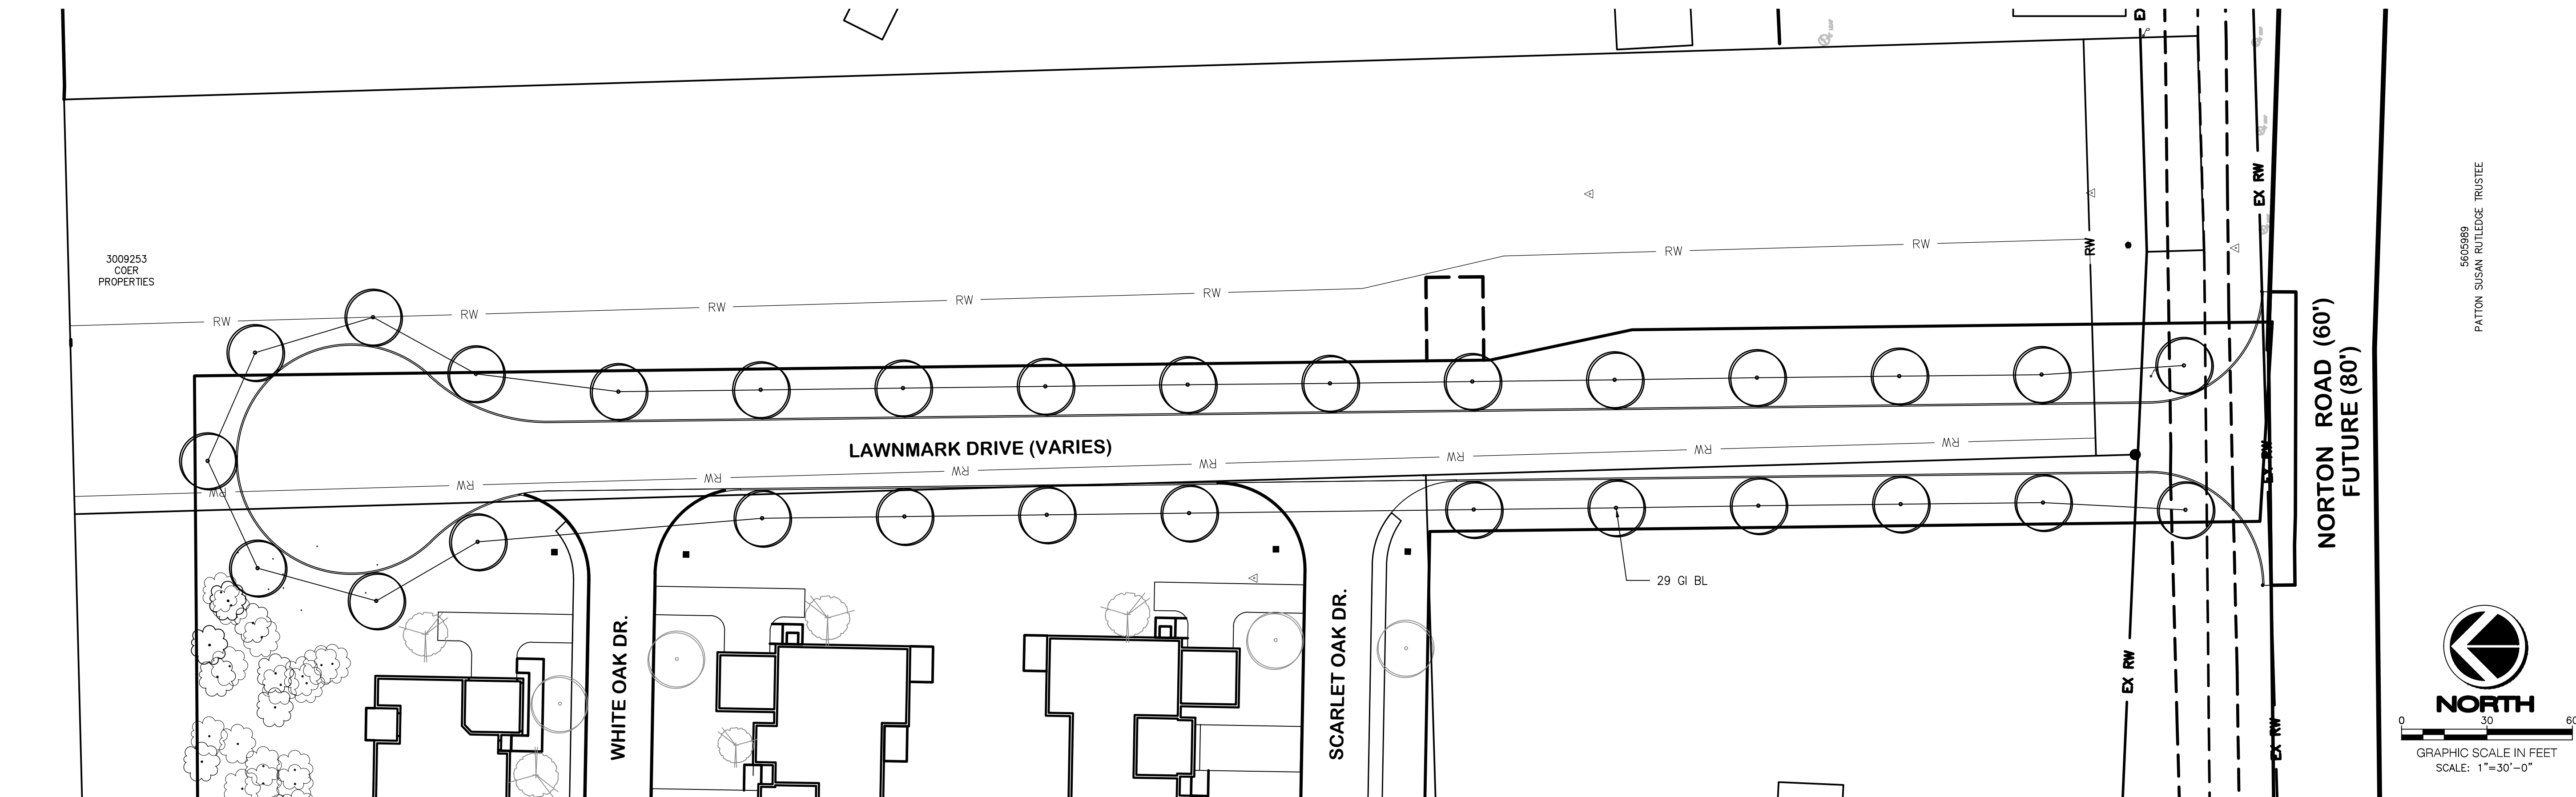 EX
3009253
COER
PROPERTIES
RW
RW
RW
RW
RW
RW
RW
RW
EX RW
5605989
PATTON SUSAN RUTLEDGE TRUSTEE
LAWNMARK DRIVE (VARIES)
RW
RW
RW
RW
RW
RW
RW
RW
EX RW
NORTON ROAD (60')
FUTURE (80')
29 GI BL
WHITE OAK DR.
SCARLET OAK DR.
EX RW
EX RW
NORTH
0 30 60
GRAPHIC SCALE IN FEET
SCALE: 1"=30'-0"